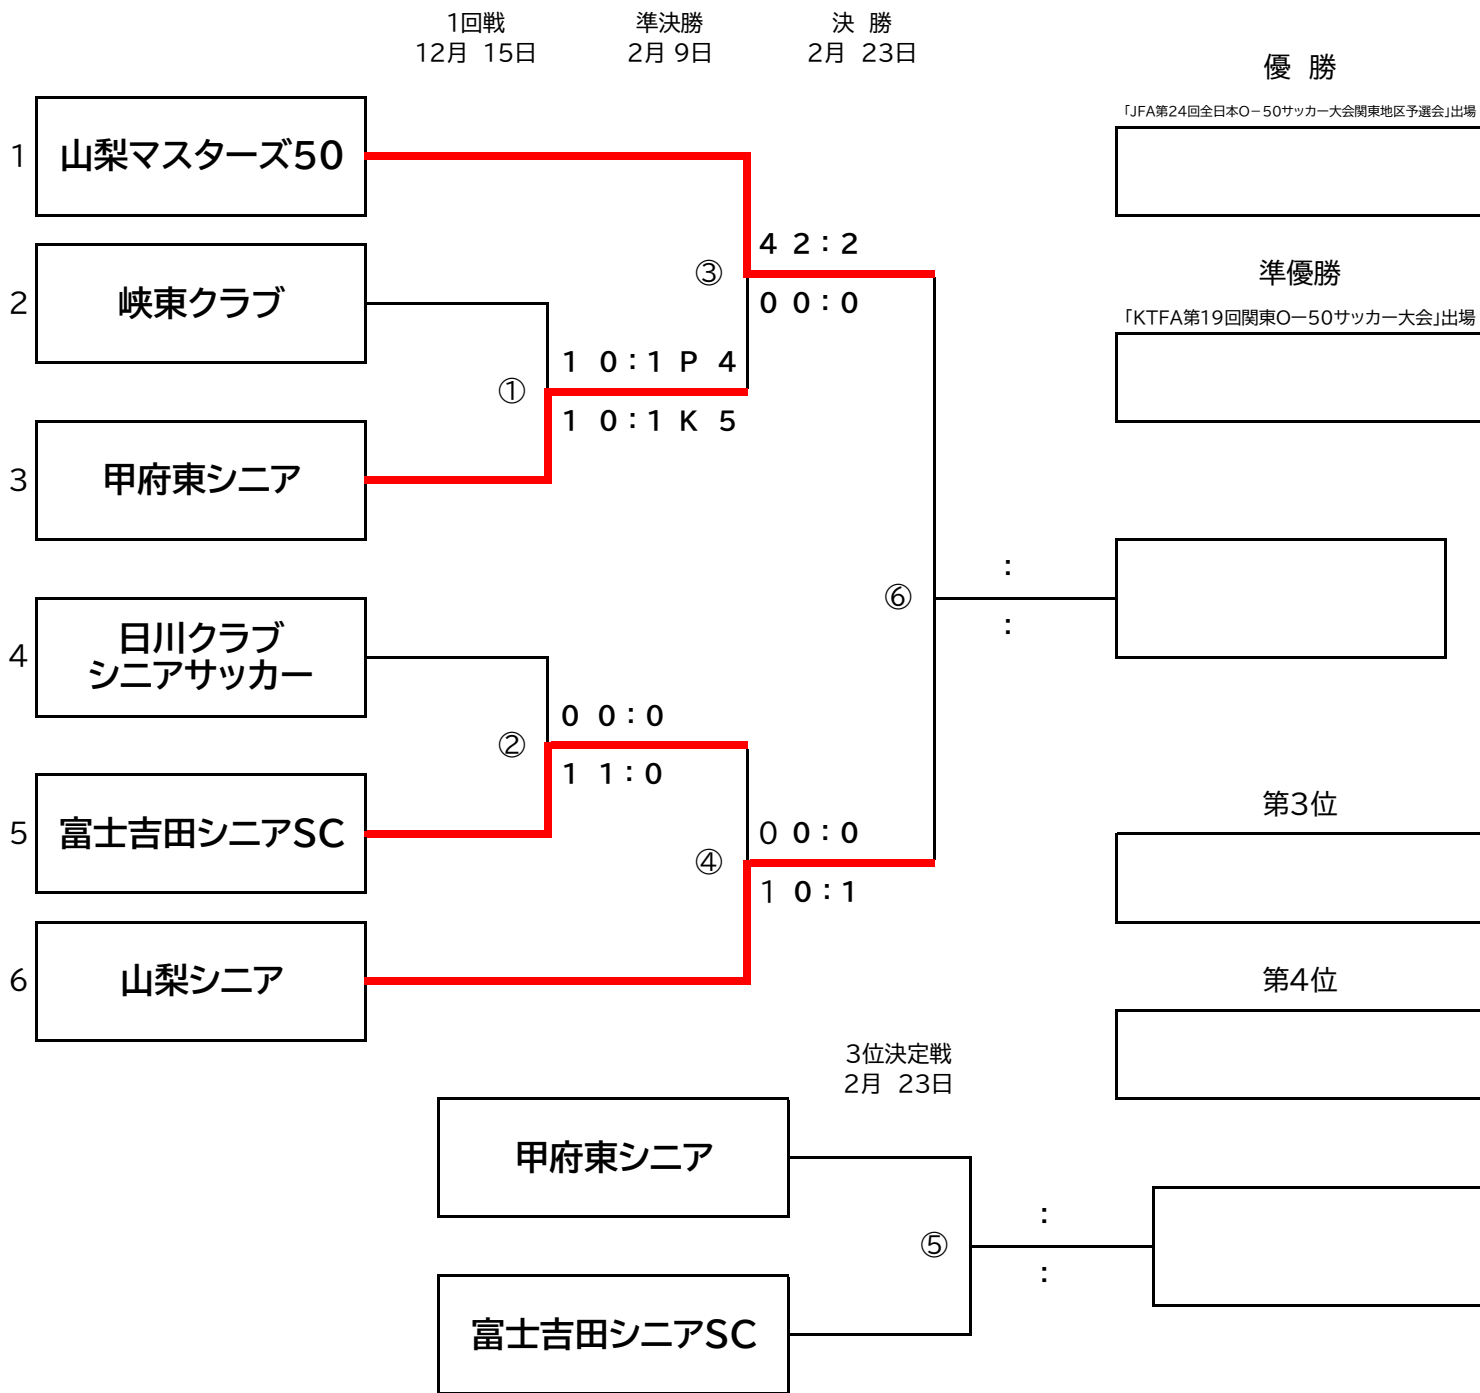 1回戦 準決勝 決 勝
12月 15日 2月 9日 2月 23日
優 勝
「JFA第24回全日本O－50サッカー大会関東地区予選会」出場
1 山梨マスターズ50
4 2：2
③
0 0：0
準優勝
「KTFA第19回関東O－50サッカー大会」出場
2 峡東クラブ
1 0：1 P 4
①
1 0：1 K 5
3 甲府東シニア
：
⑥
：
4 日川クラブ
シニアサッカー
0 0：0
②
1 1：0
5 富士吉田シニアSC
第3位
0 0：0
④
1 0：1
6 山梨シニア
第4位
3位決定戦
2月 23日
甲府東シニア
：
⑤
：
富士吉田シニアSC